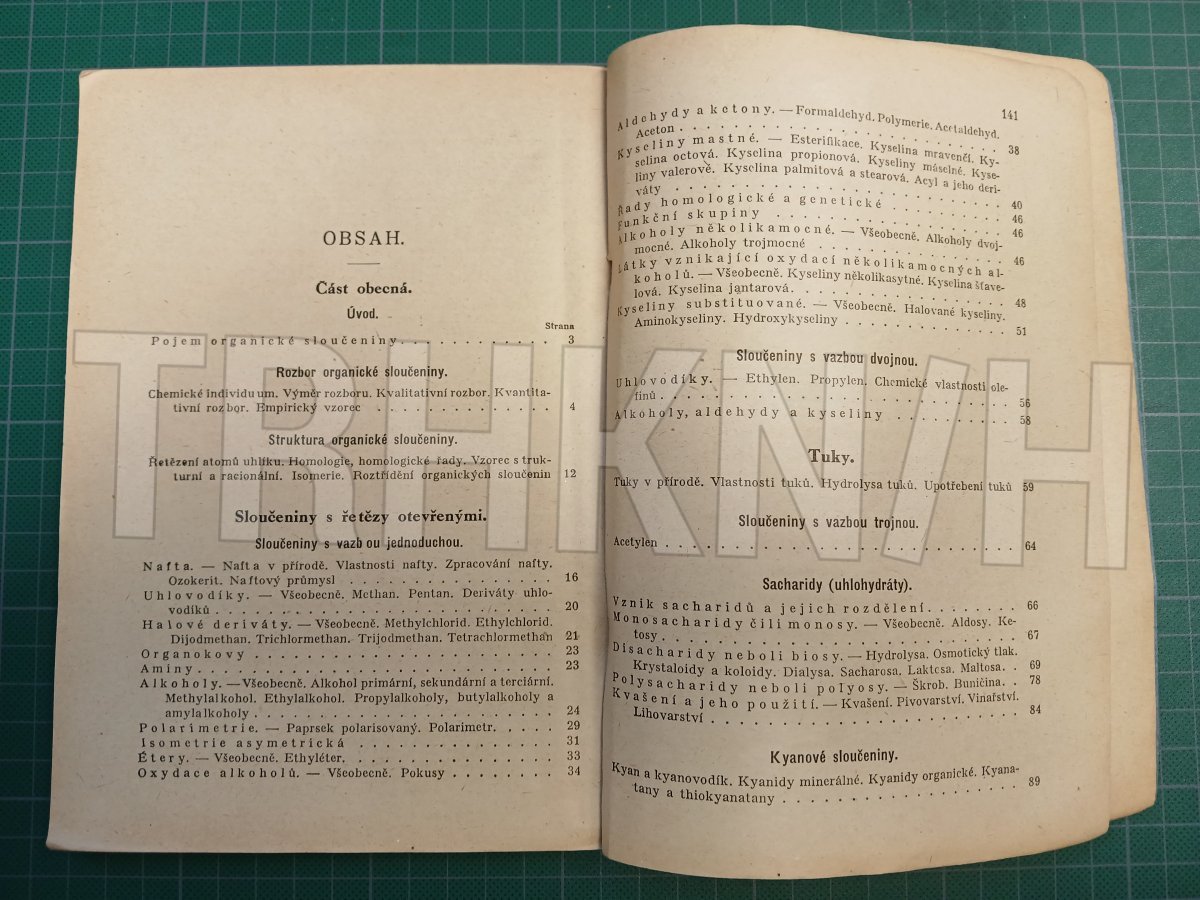 OBSAH.
Část obecná.
Úvod.
Strana
Pojem organické sloučeniny. . . . . . . . . . . . 3
Rozbor organické sloučeniny.
Chemické individuum. Výměr rozboru. Kvalitativní rozbor. Kvantita-
tivní rozbor. Empirický vzorec . . . . . . . . . . . . . 4
Struktura organické sloučeniny.
Řetězení atomů uhlíku. Homologie, homologické řady. Vzorec s truk-
turní a racionální. Isomerie. Roztřídění organických sloučenin 12
Sloučeniny s řetězy otevřenými.
Sloučeniny s vazbou jednoduchou.
Nafta. — Nafta v přírodě. Vlastnosti nafty. Zpracování nafty.
Ozokerit. Naftový průmysl . . . . . . . . . . . . . . . 16
Uhlovodíky. — Všeobecně. Methan. Pentan. Deriváty uhlo-
vodíků . . . . . . . . . . . . . . . . . . . . . . . . 20
Halové deriváty. — Všeobecně. Methylchlorid. Ethylchlorid.
Dijodmethan. Trichlormethan. Trijodmethan. Tetrachlormethan 21
Organokovy . . . . . . . . . . . . . . . . . . . . . . 23
Aminy . . . . . . . . . . . . . . . . . . . . . . . . . 23
Alkoholy. — Všeobecně. Alkohol primární, sekundární a terciární.
Methylalkohol. Ethylalkohol. Propylalkoholy, butylalkoholy a
amylalkoholy . . . . . . . . . . . . . . . . . . . . . 24
Polarimetrie. — Paprsek polarisovaný. Polarimetr. . . . . . 29
Isometrie asymetrická . . . . . . . . . . . . . . . 31
Étery. — Všeobecně. Ethyléter. . . . . . . . . . . . . . 33
Oxydace alkoholů. — Všeobecně. Pokusy . . . . . . . . 34
141
Aldehydy a ketony. — Formaldehyd. Polymerie. Acetaldehyd.
Aceton . . . . . . . . . . . . . . . . . . . . . . . . 38
Kyseliny mastné. — Esterifikace. Kyselina mravenčí. Ky-
selina octová. Kyselina propionová. Kyseliny máselné. Kyse-
liny valerové. Kyselina palmitová a stearová. Acyl a jeho deri-
váty . . . . . . . . . . . . . . . . . . . . . . . . . 40
Řady homologické a genetické . . . . . . . . . . . 46
Funkční skupiny . . . . . . . . . . . . . . . . . . . 46
Alkoholy několikamocné. — Všeobecně. Alkoholy dvoj-
mocné. Alkoholy trojmocné . . . . . . . . . . . . . . 46
Látky vznikající oxydací několikamocných al-
koholů. — Všeobecně. Kyseliny několikasytné. Kyselina šťave-
lová. Kyselina jantarová. . . . . . . . . . . . . . . . 48
Kyseliny substituované. — Všeobecně. Halované kyseliny.
Aminokyseliny. Hydroxykyseliny . . . . . . . . . . . . 51
Sloučeniny s vazbou dvojnou.
Uhlovodíky. — Ethylen. Propylen. Chemické vlastnosti ole-
finů . . . . . . . . . . . . . . . . . . . . . . . . . 56
Alkoholy, aldehydy a kyseliny . . . . . . . . . 58
Tuky.
Tuky v přírodě. Vlastnosti tuků. Hydrolysa tuků. Upotřebení tuků 59
Sloučeniny s vazbou trojnou.
Acetylen . . . . . . . . . . . . . . . . . . . . . . . 64
Sacharidy (uhlohydráty).
Vznik sacharidů a jejich rozdělení. . . . . . . . 66
Monosacharidy čili monosy. — Všeobecně. Aldosy. Ke-
tosy . . . . . . . . . . . . . . . . . . . . . . . . . 67
Disacharidy neboli biosy. — Hydrolysa. Osmotický tlak.
Krystaloidy a koloidy. Dialysa. Sacharosa. Laktosa. Maltosa. . 69
Polysacharidy neboli polyosy. — Škrob. Buničina. . 78
Kvašení a jeho použití. — Kvašení. Pivovarství. Vinařství.
Lihovarství . . . . . . . . . . . . . . . . . . . . . . 84
Kyanové sloučeniny.
Kyan a kyanovodík. Kyanidy minerálné. Kyanidy organické. Kyana-
tany a thiokyanatany . . . . . . . . . . . . . . . . . 89
TRHKNIH